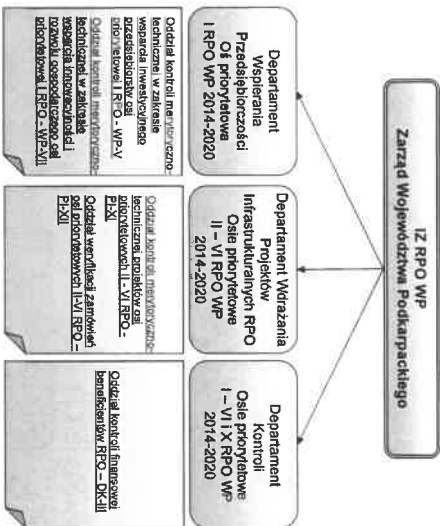 IZ RPO WP
Zarząd Województwa Podkarpackiego
Departament
Wspierania
Przedsiębiorczości
Oś priorytetowa
I RPO WP 2014-2020
Oddział kontroli merytoryczno-
technicznej w zakresie
wsparcia inwestycyjnego
przedsiębiorstw osi
priorytetowej I RPO - WP-V
Oddział kontroli merytoryczno-
technicznej w zakresie
wsparcia innowacyjności i
rozwoju gospodarczego osi
priorytetowej I RPO - WP-VII
Departament Wdrażania
Projektów
Infrastrukturalnych RPO
Osie priorytetowe
II – VI RPO WP
2014-2020
Oddział kontroli merytoryczno-
technicznej projektów osi
priorytetowych II - VI RPO -
PI-XI
Oddział weryfikacji zamówień
osi priorytetowych II-VI RPO –
PI-XII
Departament
Kontroli
Osie priorytetowe
I – VI i X RPO WP
2014-2020
Oddział kontroli finansowej
beneficjentów RPO – DK-III